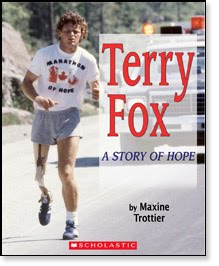 MARATHON
OF HOPE
Terry
Fox
A STORY OF HOPE
by Maxine
Trottier
SCHOLASTIC